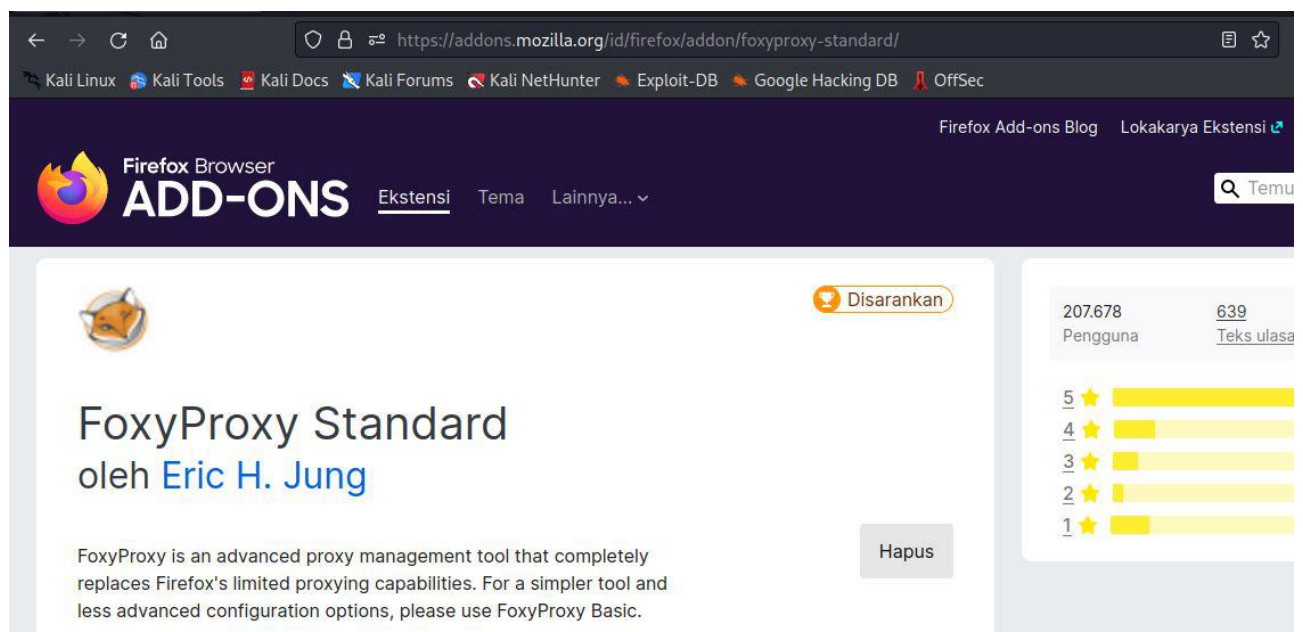 https://addons.mozilla.org/id/firefox/addon/foxyproxy-standard/
Kali Linux Kali Tools Kali Docs Kali Forums Kali NetHunter Exploit-DB Google Hacking DB OffSec
Firefox Add-ons Blog Lokakarya Ekstensi
Firefox Browser
ADD-ONS Ekstensi Tema Lainnya...
Temu
Disarankan
FoxyProxy Standard
oleh Eric H. Jung
FoxyProxy is an advanced proxy management tool that completely
replaces Firefox's limited proxying capabilities. For a simpler tool and
less advanced configuration options, please use FoxyProxy Basic.
Hapus
207.678 639
Pengguna Teks ulasa
5
4
3
2
1